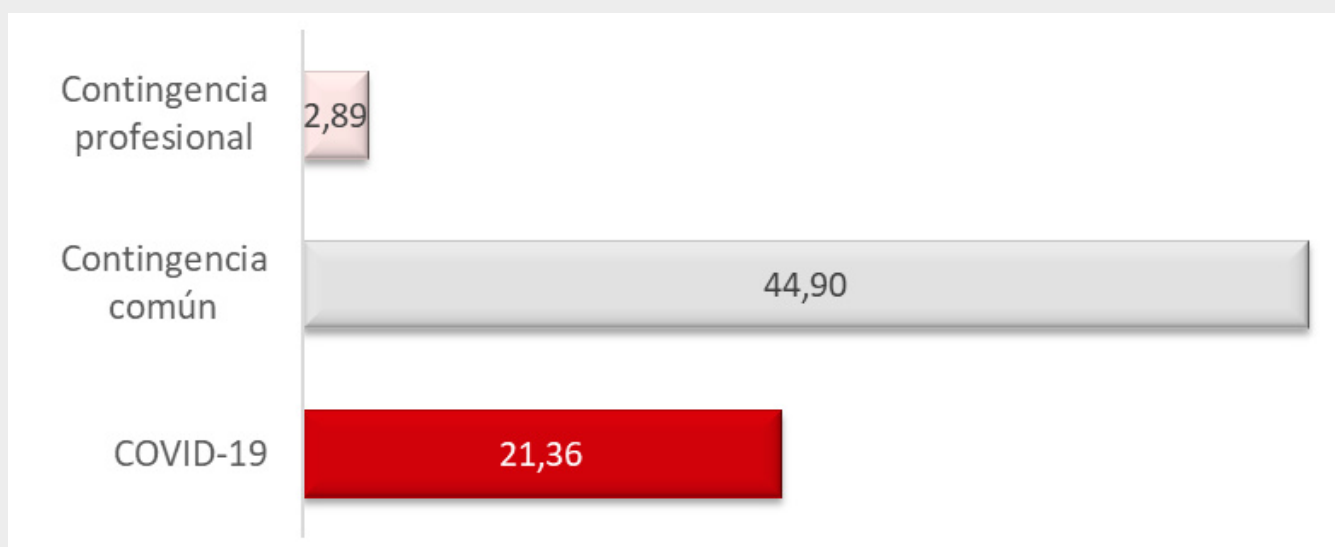 Contingencia
profesional
2,89
Contingencia
común
44,90
COVID-19
21,36